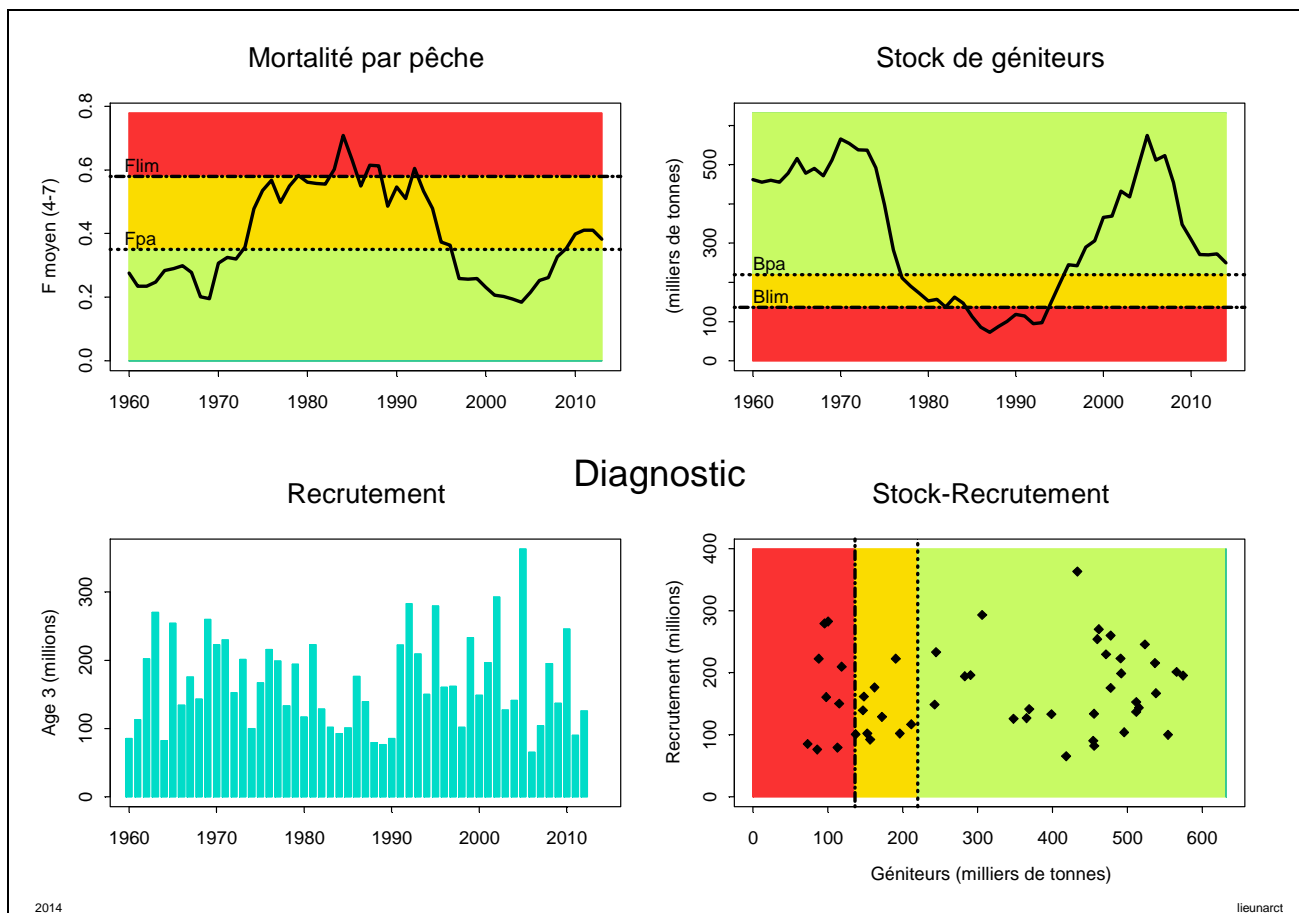 Mortalité par pêche
F moyen (4-7)
0.8
0.6
0.4
0.2
0.0
Flim
Fpa
1960 1970 1980 1990 2000 2010
Stock de géniteurs
(milliers de tonnes)
500
300
100
0
Bpa
Blim
1960 1970 1980 1990 2000 2010
Diagnostic
Recrutement
Age 3 (millions)
300
200
100
0
1960 1970 1980 1990 2000 2010
Stock-Recrutement
Recrutement (millions)
400
300
200
100
0
0 100 200 300 400 500 600
Géniteurs (milliers de tonnes)
2014
lieunarct